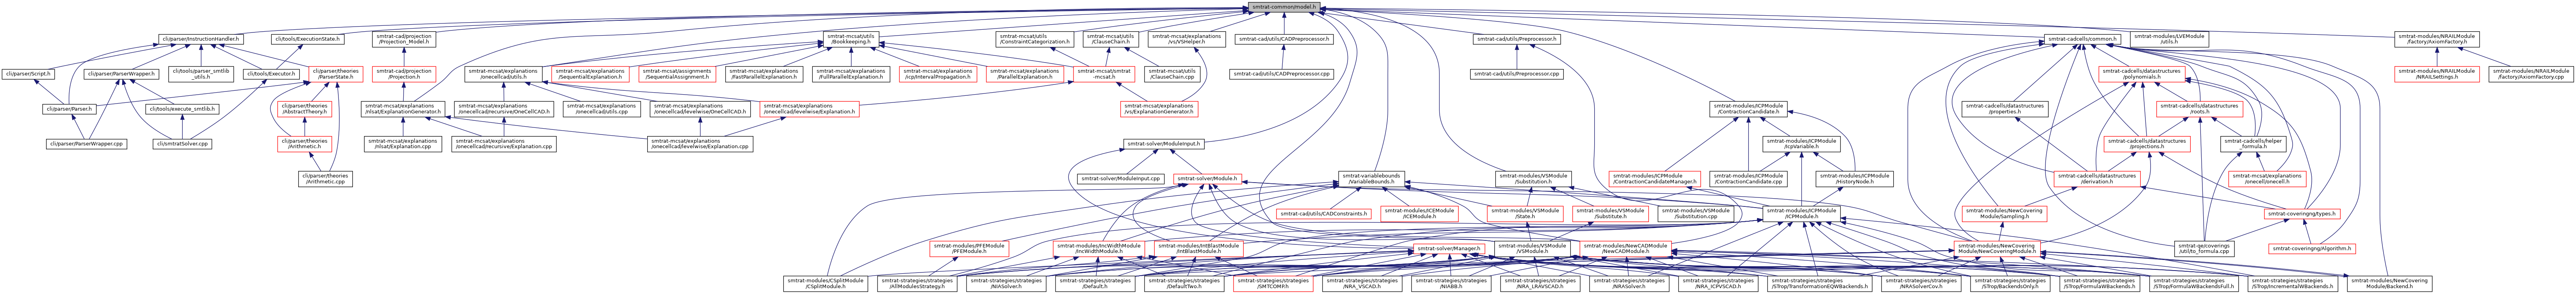 smtrat-common/model.h
cli/parser/InstructionHandler.h
cli/tools/ExecutionState.h
smtrat-cad/projection
/Projection_Model.h
smtrat-mcsat/utils
/Bookkeeping.h
smtrat-mcsat/utils
/ConstraintCategorization.h
smtrat-mcsat/utils
/ClauseChain.h
smtrat-mcsat/explanations
/vs/VSHelper.h
smtrat-cad/utils/CADPreprocessor.h
smtrat-cad/utils/Preprocessor.h
smtrat-cadcells/common.h
smtrat-modules/LVEModule
/utils.h
smtrat-modules/NRAILModule
/factory/AxiomFactory.h
cli/parser/Script.h
cli/parser/ParserWrapper.h
cli/tools/parser_smtlib
_utils.h
cli/tools/Executor.h
cli/parser/theories
/ParserState.h
smtrat-cad/projection
/Projection.h
smtrat-mcsat/explanations
/onecellcad/utils.h
smtrat-mcsat/explanations
/SequentialExplanation.h
smtrat-mcsat/assignments
/SequentialAssignment.h
smtrat-mcsat/explanations
/FastParallelExplanation.h
smtrat-mcsat/explanations
/FullParallelExplanation.h
smtrat-mcsat/explanations
/icp/IntervalPropagation.h
smtrat-mcsat/explanations
/ParallelExplanation.h
smtrat-mcsat/smtrat
-mcsat.h
smtrat-mcsat/utils
/ClauseChain.cpp
smtrat-cad/utils/CADPreprocessor.cpp
smtrat-cad/utils/Preprocessor.cpp
smtrat-cadcells/datastructures
/polynomials.h
smtrat-modules/NRAILModule
/NRAILSettings.h
smtrat-modules/NRAILModule
/factory/AxiomFactory.cpp
cli/parser/Parser.h
cli/tools/execute_smtlib.h
cli/parser/theories
/AbstractTheory.h
smtrat-mcsat/explanations
/nlsat/ExplanationGenerator.h
smtrat-mcsat/explanations
/onecellcad/recursive/OneCellCAD.h
smtrat-mcsat/explanations
/onecellcad/utils.cpp
smtrat-mcsat/explanations
/onecellcad/levelwise/OneCellCAD.h
smtrat-mcsat/explanations
/onecellcad/levelwise/Explanation.h
smtrat-mcsat/explanations
/vs/ExplanationGenerator.h
smtrat-modules/ICPModule
/ContractionCandidate.h
smtrat-cadcells/datastructures
/properties.h
smtrat-cadcells/datastructures
/roots.h
cli/parser/ParserWrapper.cpp
cli/smtratSolver.cpp
cli/parser/theories
/Arithmetic.h
smtrat-mcsat/explanations
/nlsat/Explanation.cpp
smtrat-mcsat/explanations
/onecellcad/recursive/Explanation.cpp
smtrat-mcsat/explanations
/onecellcad/levelwise/Explanation.cpp
smtrat-solver/ModuleInput.h
smtrat-modules/ICPModule
/IcpVariable.h
smtrat-cadcells/datastructures
/projections.h
smtrat-cadcells/helper
_formula.h
cli/parser/theories
/Arithmetic.cpp
smtrat-solver/ModuleInput.cpp
smtrat-solver/Module.h
smtrat-variablebounds
/VariableBounds.h
smtrat-modules/VSModule
/Substitution.h
smtrat-modules/ICPModule
/ContractionCandidateManager.h
smtrat-modules/ICPModule
/ContractionCandidate.cpp
smtrat-modules/ICPModule
/HistoryNode.h
smtrat-cadcells/datastructures
/derivation.h
smtrat-mcsat/explanations
/onecell/onecell.h
smtrat-cad/utils/CADConstraints.h
smtrat-modules/ICEModule
/ICEModule.h
smtrat-modules/VSModule
/State.h
smtrat-modules/VSModule
/Substitute.h
smtrat-modules/VSModule
/Substitution.cpp
smtrat-modules/ICPModule
/ICPModule.h
smtrat-modules/NewCovering
Module/Sampling.h
smtrat-coveringng/types.h
smtrat-modules/PFEModule
/PFEModule.h
smtrat-modules/IncWidthModule
/IncWidthModule.h
smtrat-modules/IntBlastModule
/IntBlastModule.h
smtrat-solver/Manager.h
smtrat-modules/VSModule
/VSModule.h
smtrat-modules/NewCADModule
/NewCADModule.h
smtrat-modules/NewCovering
Module/NewCoveringModule.h
smtrat-qe/coverings
/util/to_formula.cpp
smtrat-coveringng/Algorithm.h
smtrat-modules/CSplitModule
/CSplitModule.h
smtrat-strategies/strategies
/AllModulesStrategy.h
smtrat-strategies/strategies
/NIASolver.h
smtrat-strategies/strategies
/Default.h
smtrat-strategies/strategies
/DefaultTwo.h
smtrat-strategies/strategies
/SMTCOMP.h
smtrat-strategies/strategies
/NRA_VSCAD.h
smtrat-strategies/strategies
/NIABB.h
smtrat-strategies/strategies
/NRA_LRAVSCAD.h
smtrat-strategies/strategies
/NRASolver.h
smtrat-strategies/strategies
/NRA_ICPVSCAD.h
smtrat-strategies/strategies
/STrop/TransformationEQWBackends.h
smtrat-strategies/strategies
/NRASolverCov.h
smtrat-strategies/strategies
/STrop/BackendsOnly.h
smtrat-strategies/strategies
/STrop/FormulaWBackends.h
smtrat-strategies/strategies
/STrop/FormulaWBackendsFull.h
smtrat-strategies/strategies
/STrop/IncrementalWBackends.h
smtrat-modules/NewCovering
Module/Backend.h